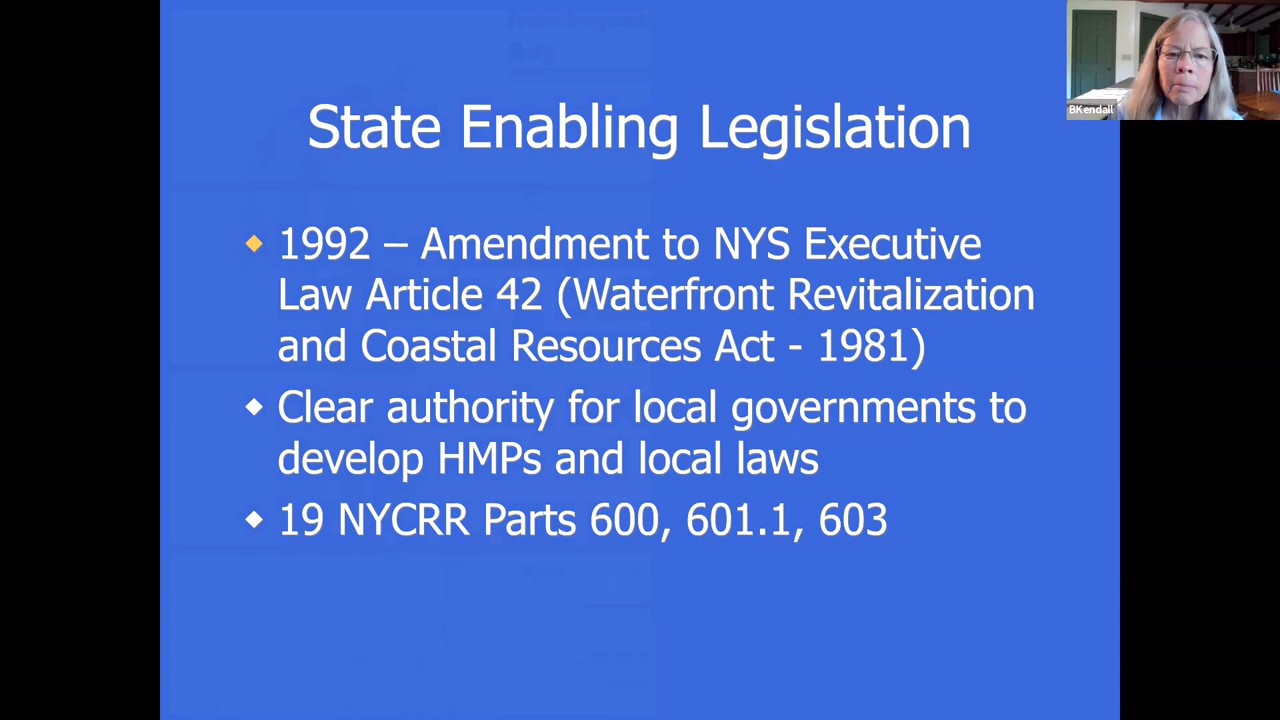 State Enabling Legislation
1992 – Amendment to NYS Executive
Law Article 42 (Waterfront Revitalization
and Coastal Resources Act - 1981)
Clear authority for local governments to
develop HMPs and local laws
19 NYCRR Parts 600, 601.1, 603
BKendall